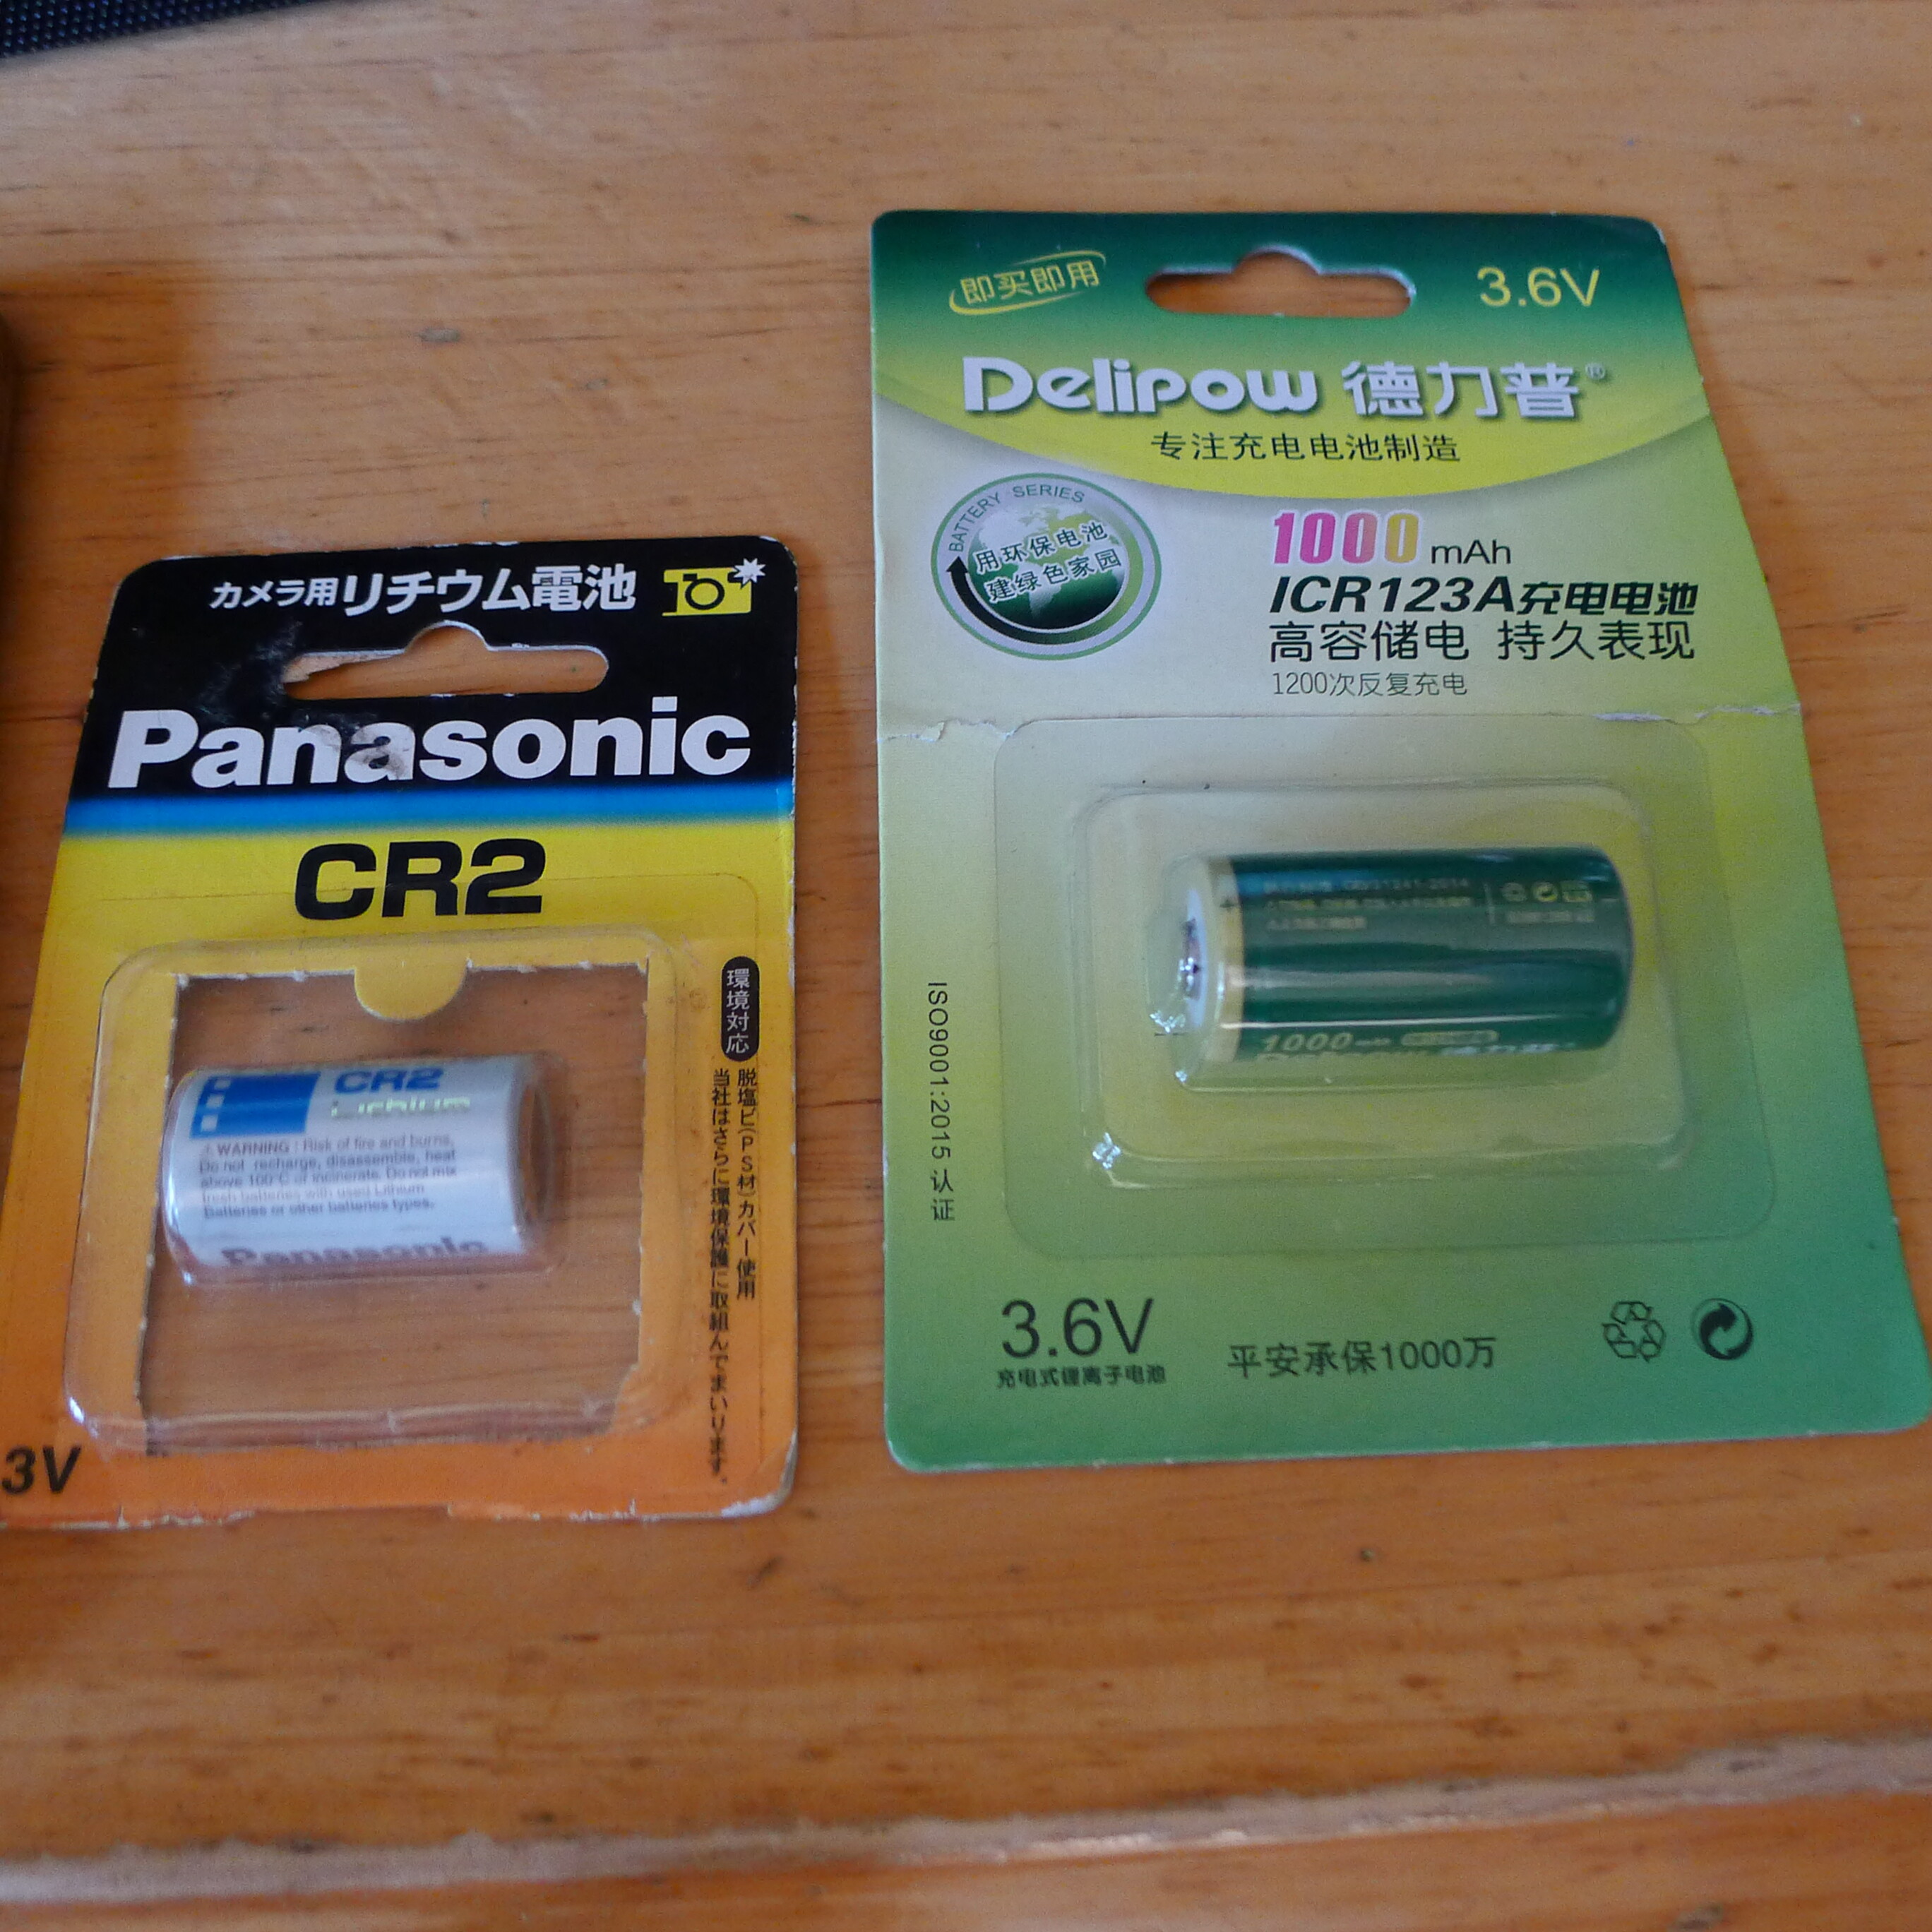 カメラ用リチウム電池
Panasonic
CR2
環境対応
脱塩ビ(PS材)カバー使用
当社はさらに環境保護に取組んでまいります。
CR2
Lithium
⚠WARNING : Risk of fire and burns,
Do not recharge, disassemble, heat
above 100°C or incinerate. Do not mix
fresh batteries with used Lithium
Batteries or other batteries types.
Panasonic
3V
即买即用
3.6V
Delipow 德力普®
专注充电电池制造
BATTERY SERIES
用环保电池
建绿色家园
1000 mAh
ICR123A充电电池
高容储电 持久表现
1200次反复充电
+
1000 mAh
Delipow 德力普
ISO9001:2015 认证
3.6V
充电式锂离子电池
平安承保1000万